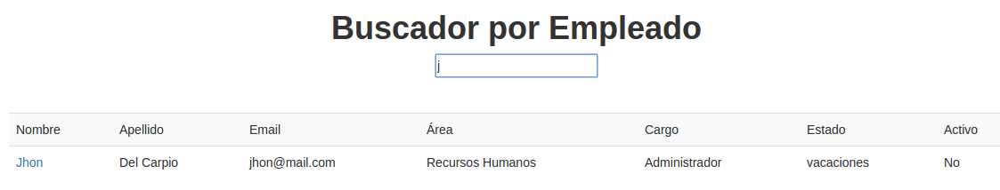 Buscador por Empleado
j
Nombre Apellido Email Área Cargo Estado Activo
Jhon Del Carpio jhon@mail.com Recursos Humanos Administrador vacaciones No